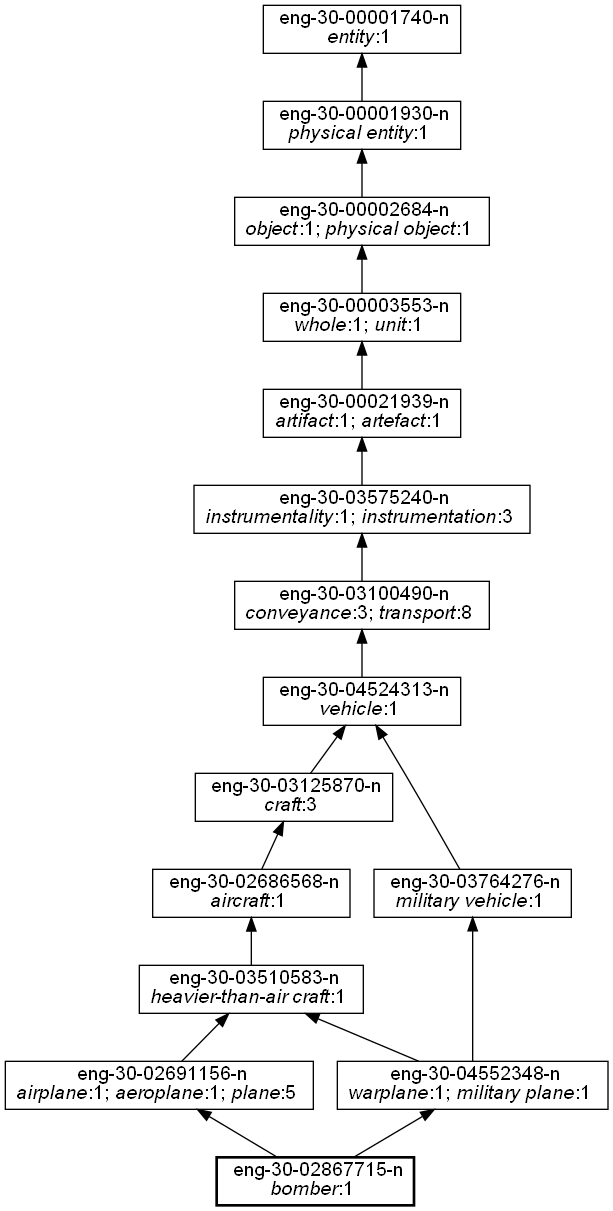 eng-30-00001740-n
entity:1
eng-30-00001930-n
physical entity:1
eng-30-00002684-n
object:1; physical object:1
eng-30-00003553-n
whole:1; unit:1
eng-30-00021939-n
artifact:1; artefact:1
eng-30-03575240-n
instrumentality:1; instrumentation:3
eng-30-03100490-n
conveyance:3; transport:8
eng-30-04524313-n
vehicle:1
eng-30-03125870-n
craft:3
eng-30-02686568-n
aircraft:1
eng-30-03764276-n
military vehicle:1
eng-30-03510583-n
heavier-than-air craft:1
eng-30-02691156-n
airplane:1; aeroplane:1; plane:5
eng-30-04552348-n
warplane:1; military plane:1
eng-30-02867715-n
bomber:1